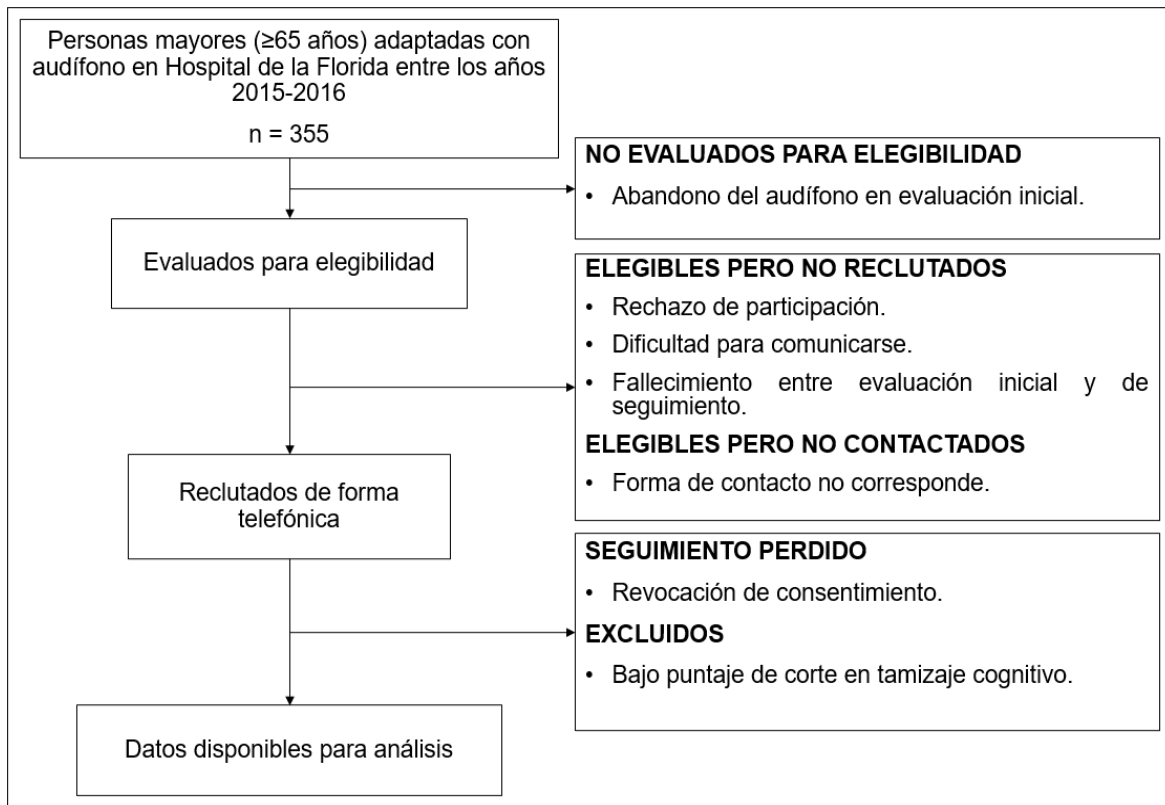 Personas mayores (≥65 años) adaptadas con
audífono en Hospital de la Florida entre los años
2015-2016
n = 355
NO EVALUADOS PARA ELEGIBILIDAD
• Abandono del audífono en evaluación inicial.
Evaluados para elegibilidad
ELEGIBLES PERO NO RECLUTADOS
• Rechazo de participación.
• Dificultad para comunicarse.
• Fallecimiento entre evaluación inicial y de
seguimiento.
ELEGIBLES PERO NO CONTACTADOS
• Forma de contacto no corresponde.
Reclutados de forma
telefónica
SEGUIMIENTO PERDIDO
• Revocación de consentimiento.
EXCLUIDOS
• Bajo puntaje de corte en tamizaje cognitivo.
Datos disponibles para análisis